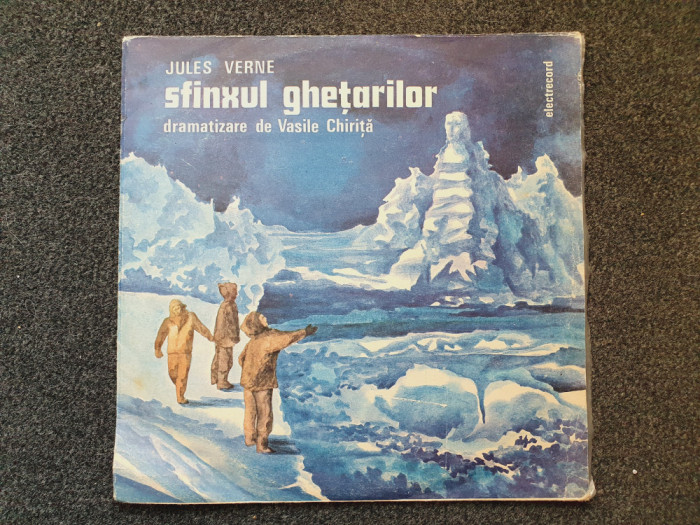 JULES VERNE
sfinxul ghețarilor
dramatizare de Vasile Chiriță
electrecord